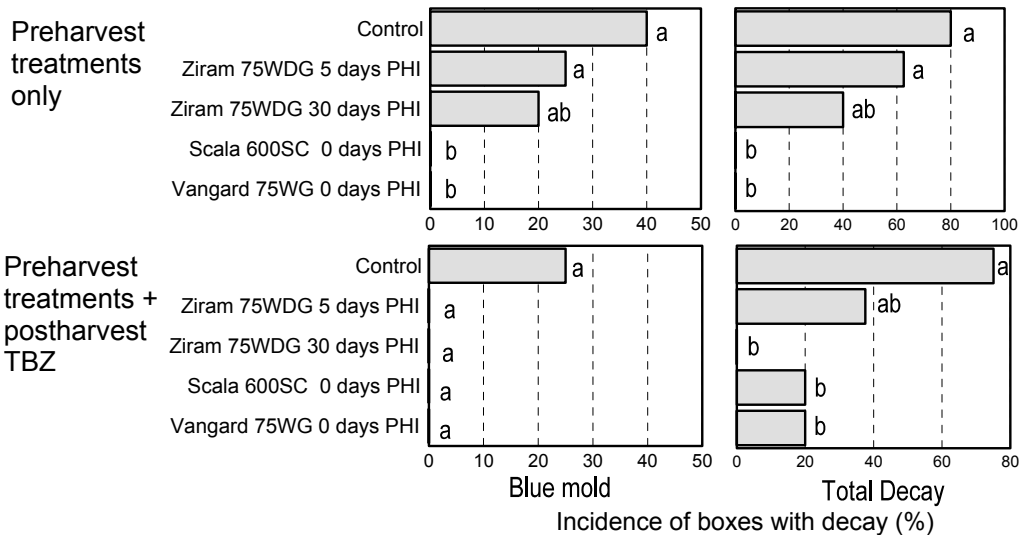 Preharvest
treatments
only
Control
a
a
Ziram 75WDG 5 days PHI
a
a
Ziram 75WDG 30 days PHI
ab
ab
Scala 600SC 0 days PHI
b
b
Vangard 75WG 0 days PHI
b
b
0 10 20 30 40 50
0 20 40 60 80 100
Preharvest
treatments +
postharvest
TBZ
Control
a
a
Ziram 75WDG 5 days PHI
a
ab
Ziram 75WDG 30 days PHI
a
b
Scala 600SC 0 days PHI
a
b
Vangard 75WG 0 days PHI
a
b
0 10 20 30 40 50
0 20 40 60 80
Blue mold
Total Decay
Incidence of boxes with decay (%)